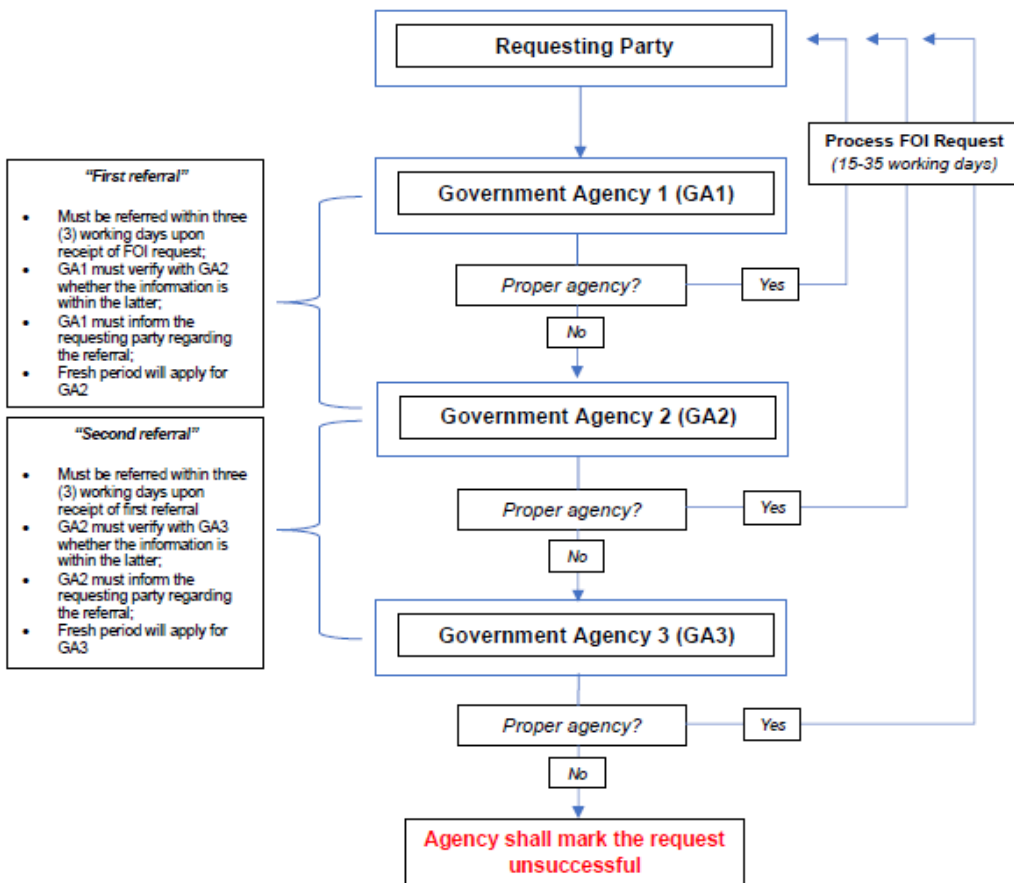 Requesting Party
Process FOI Request
(15-35 working days)
"First referral"
• Must be referred within three
(3) working days upon
receipt of FOI request;
• GA1 must verify with GA2
whether the information is
within the latter;
• GA1 must inform the
requesting party regarding
the referral;
• Fresh period will apply for
GA2
Government Agency 1 (GA1)
Proper agency?
Yes
No
Government Agency 2 (GA2)
"Second referral"
• Must be referred within three
(3) working days upon
receipt of first referral
• GA2 must verify with GA3
whether the information is
within the latter;
• GA2 must inform the
requesting party regarding
the referral;
• Fresh period will apply for
GA3
Proper agency?
Yes
No
Government Agency 3 (GA3)
Proper agency?
Yes
No
Agency shall mark the request
unsuccessful